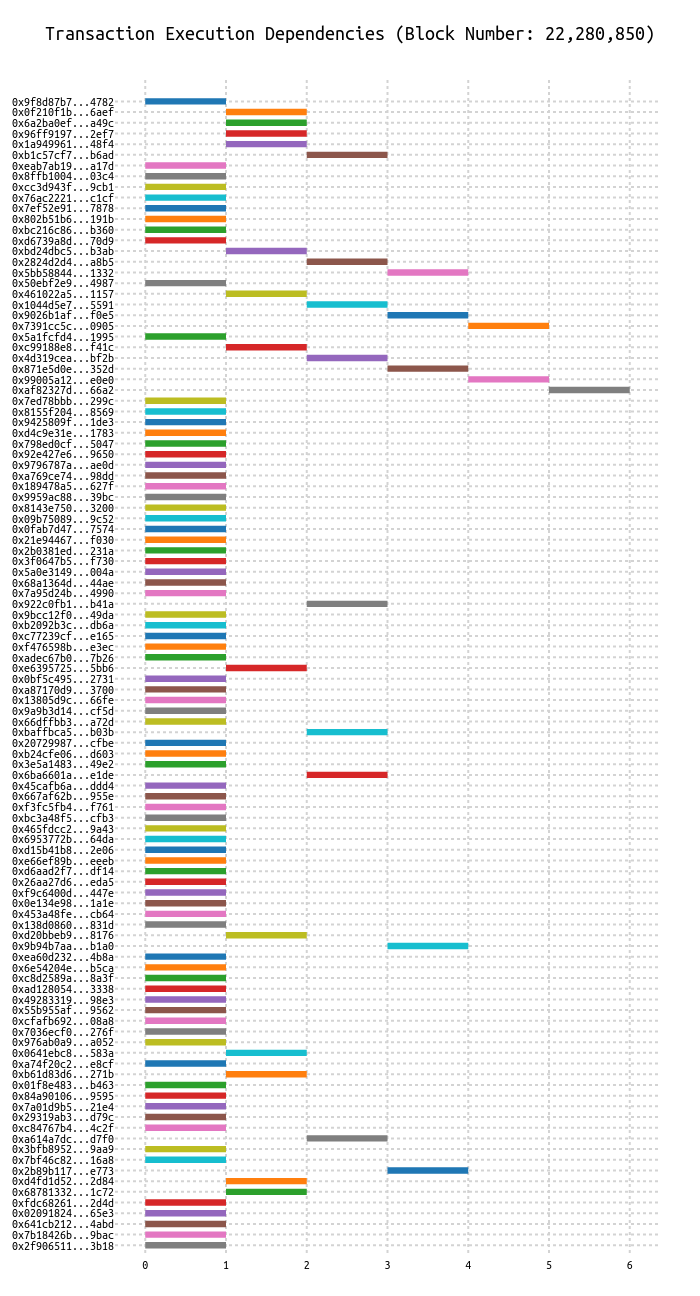 Transaction Execution Dependencies (Block Number: 22,280,850)
0x9f8d87b7...4782
0x0f210f1b...6aef
0x6a2ba0ef...a49c
0x96ff9197...2ef7
0x1a949961...48f4
0xb1c57cf7...b6ad
0xeab7ab19...a17d
0x8ffb1004...03c4
0xcc3d943f...9cb1
0x76ac2221...c1cf
0x7ef52e91...7878
0x802b51b6...191b
0xbc216c86...b360
0xd6739a8d...70d9
0xbd24dbc5...b3ab
0x2824d2d4...a8b5
0x5bb58844...1332
0x50ebf2e9...4987
0x461022a5...1157
0x1044d5e7...5591
0x9026b1af...f0e5
0x7391cc5c...0905
0x5a1fcfd4...1995
0xc99188e8...f41c
0x4d319cea...bf2b
0x871e5d0e...352d
0x99005a12...e0e0
0xaf82327d...66a2
0x7ed78bbb...299c
0x8155f204...8569
0x9425809f...1de3
0xd4c9e31e...1783
0x798ed0cf...5047
0x92e427e6...9650
0x9796787a...ae0d
0xa769ce74...98dd
0x189478a5...627f
0x9959ac88...39bc
0x8143e750...3200
0x09b75089...9c52
0x0fab7d47...7574
0x21e94467...f030
0x2b0381ed...231a
0x3f0647b5...f730
0x5a0e3149...004a
0x68a1364d...44ae
0x7a95d24b...4990
0x922c0fb1...b41a
0x9bcc12f0...49da
0xb2092b3c...db6a
0xc77239cf...e165
0xf476598b...e3ec
0xadec67b0...7b26
0xe6395725...5bb6
0x0bf5c495...2731
0xa87170d9...3700
0x13805d9c...66fe
0x9a9b3d14...cf5d
0x66dffbb3...a72d
0xbaffbca5...b03b
0x20729987...cfbe
0xb24cfe06...d603
0x3e5a1483...49e2
0x6ba6601a...e1de
0x45cafb6a...ddd4
0x667af62b...955e
0xf3fc5fb4...f761
0xbc3a48f5...cfb3
0x465fdcc2...9a43
0x6953772b...64da
0xd15b41b8...2e06
0xe66ef89b...eeeb
0xd6aad2f7...df14
0x26aa27d6...eda5
0xf9c6400d...447e
0x0e134e98...1a1e
0x453a48fe...cb64
0x138d0860...831d
0xd20bbeb9...8176
0x9b94b7aa...b1a0
0xea60d232...4b8a
0x6e54204e...b5ca
0xc8d2589a...8a3f
0xad128054...3338
0x49283319...98e3
0x55b955af...9562
0xcfafb692...08a8
0x7036ecf0...276f
0x976ab0a9...a052
0x0641ebc8...583a
0xa74f20c2...e8cf
0xb61d83d6...271b
0x01f8e483...b463
0x84a90106...9595
0x7a01d9b5...21e4
0x29319ab3...d79c
0xc84767b4...4c2f
0xa614a7dc...d7f0
0x3bfb8952...9aa9
0x7bf46c82...16a8
0x2b89b117...e773
0xd4fd1d52...2d84
0x68781332...1c72
0xfdc68261...2d4d
0x02091824...65e3
0x641cb212...4abd
0x7b18426b...9bac
0x2f906511...3b18
0 1 2 3 4 5 6